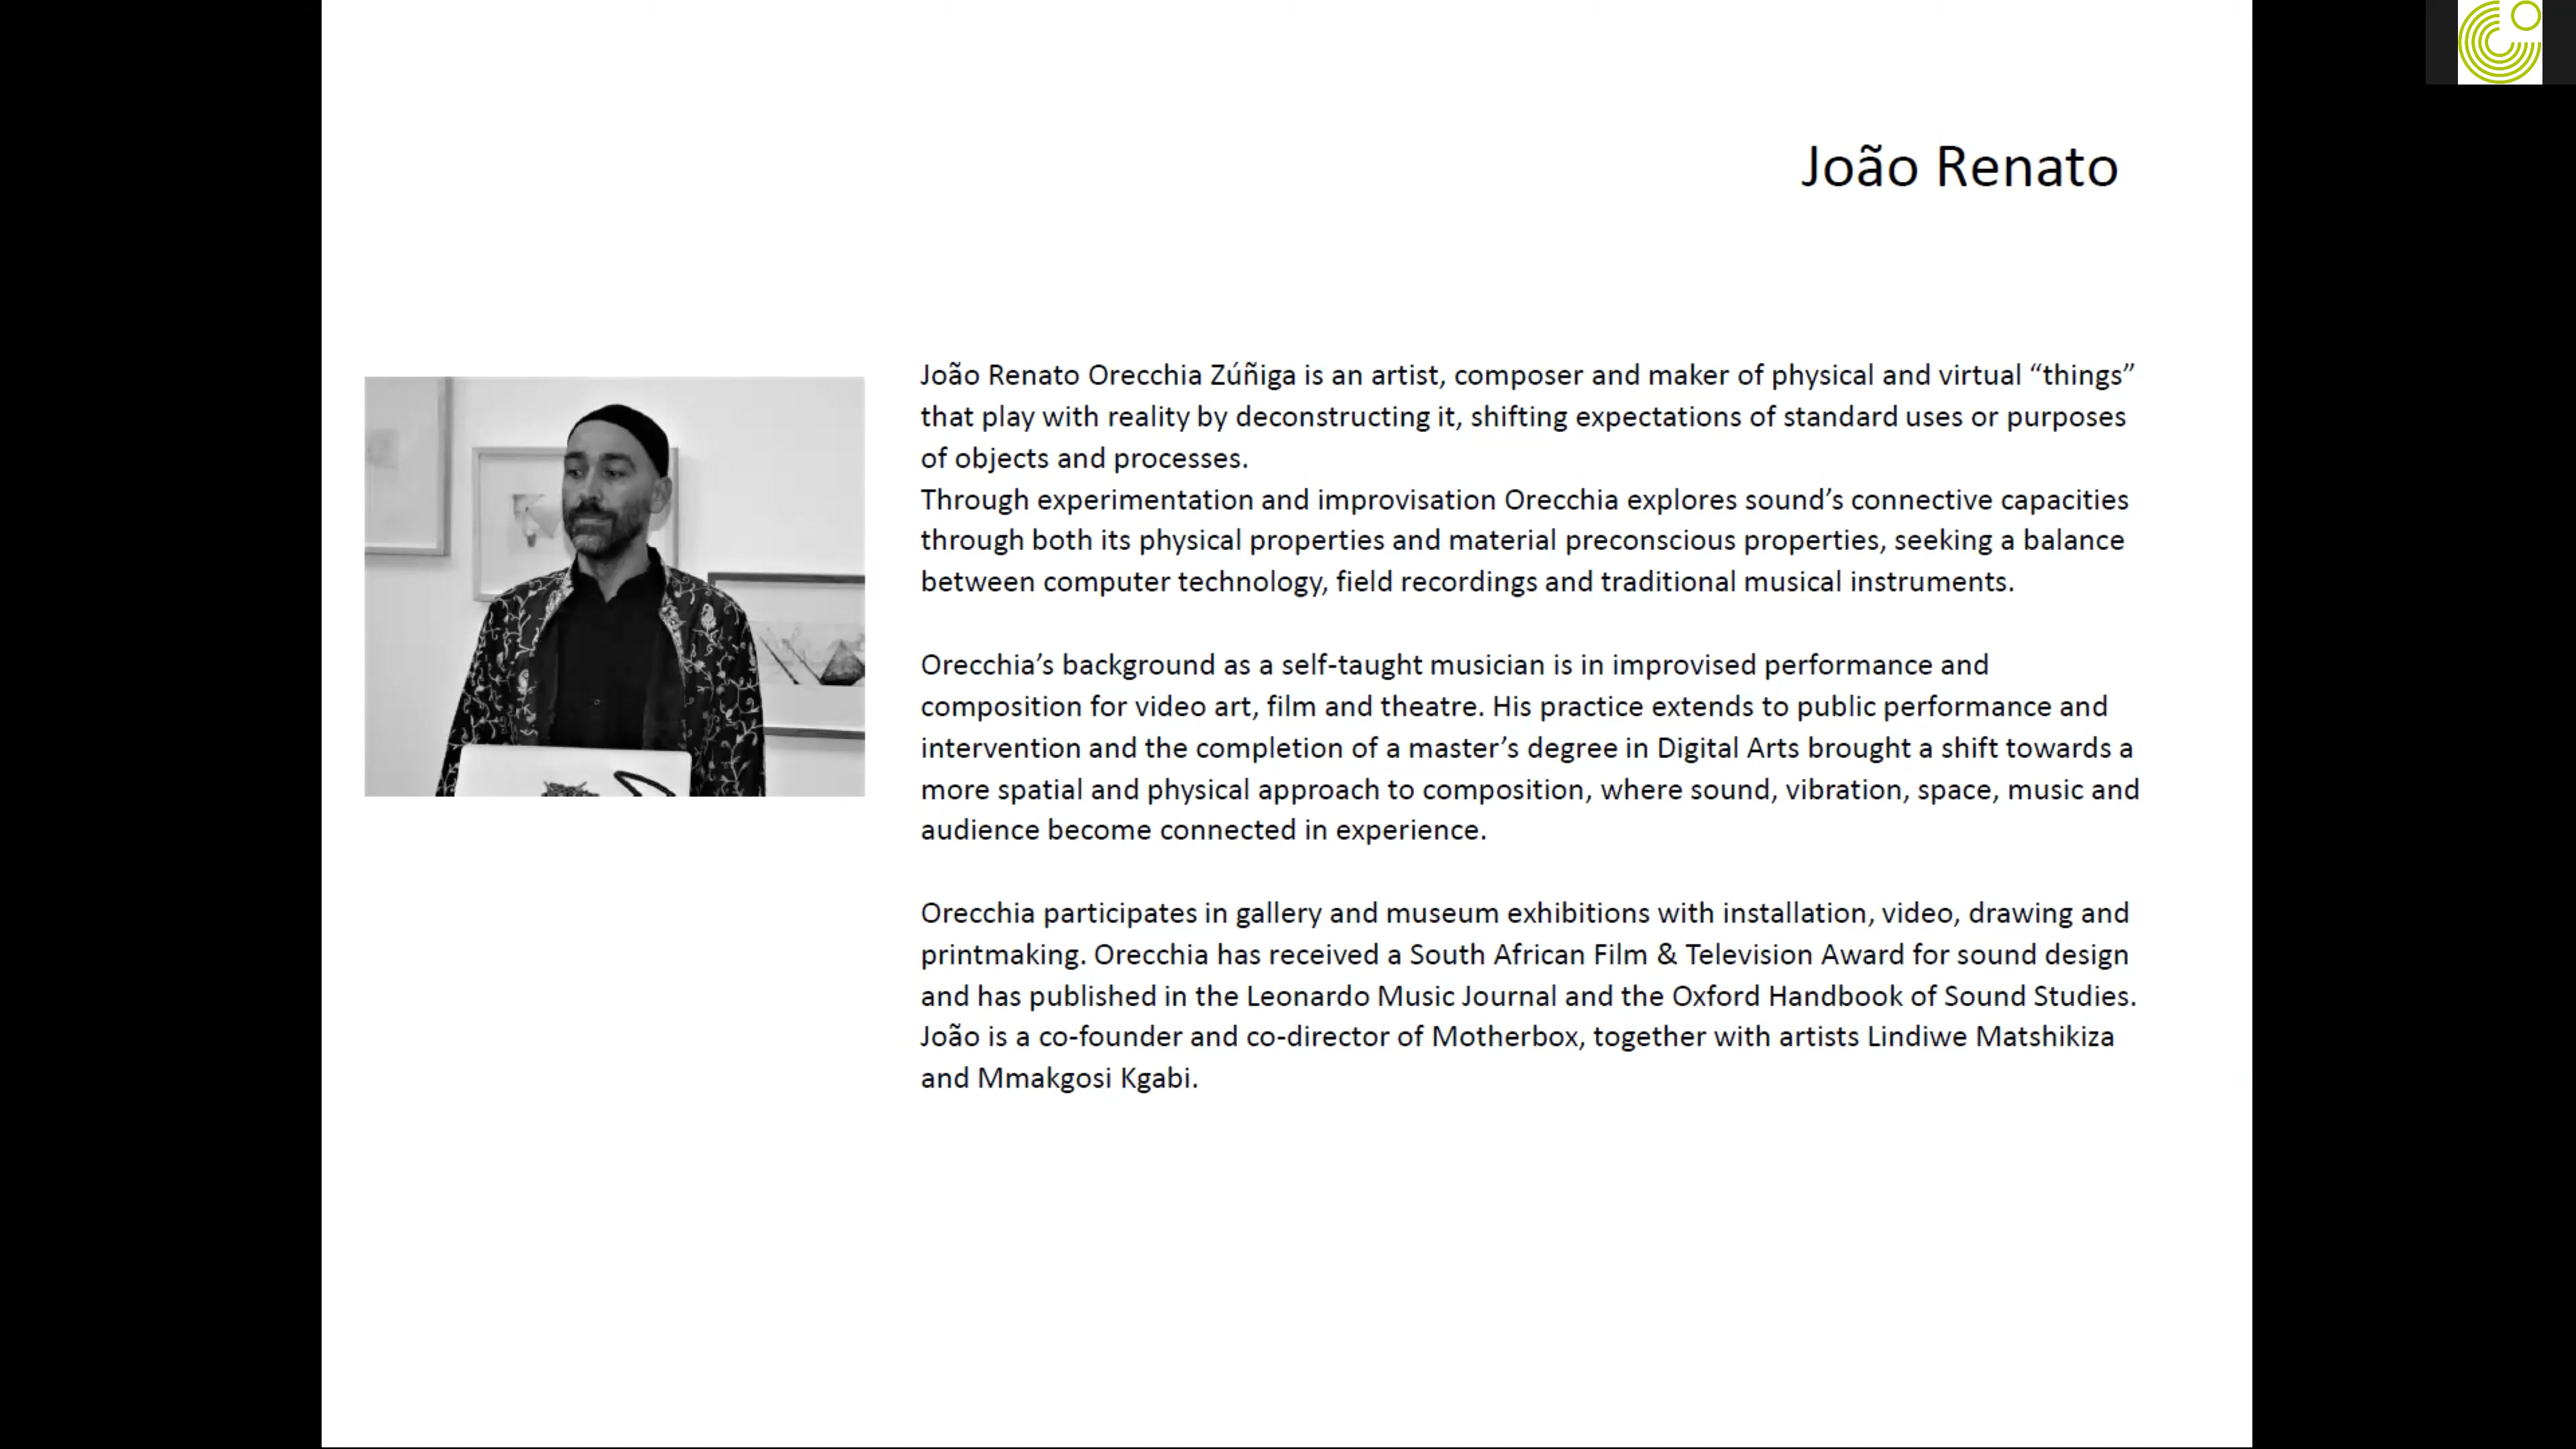 João Renato
João Renato Orecchia Zúñiga is an artist, composer and maker of physical and virtual “things”
that play with reality by deconstructing it, shifting expectations of standard uses or purposes
of objects and processes.
Through experimentation and improvisation Orecchia explores sound’s connective capacities
through both its physical properties and material preconscious properties, seeking a balance
between computer technology, field recordings and traditional musical instruments.
Orecchia’s background as a self-taught musician is in improvised performance and
composition for video art, film and theatre. His practice extends to public performance and
intervention and the completion of a master’s degree in Digital Arts brought a shift towards a
more spatial and physical approach to composition, where sound, vibration, space, music and
audience become connected in experience.
Orecchia participates in gallery and museum exhibitions with installation, video, drawing and
printmaking. Orecchia has received a South African Film & Television Award for sound design
and has published in the Leonardo Music Journal and the Oxford Handbook of Sound Studies.
João is a co-founder and co-director of Motherbox, together with artists Lindiwe Matshikiza
and Mmakgosi Kgabi.